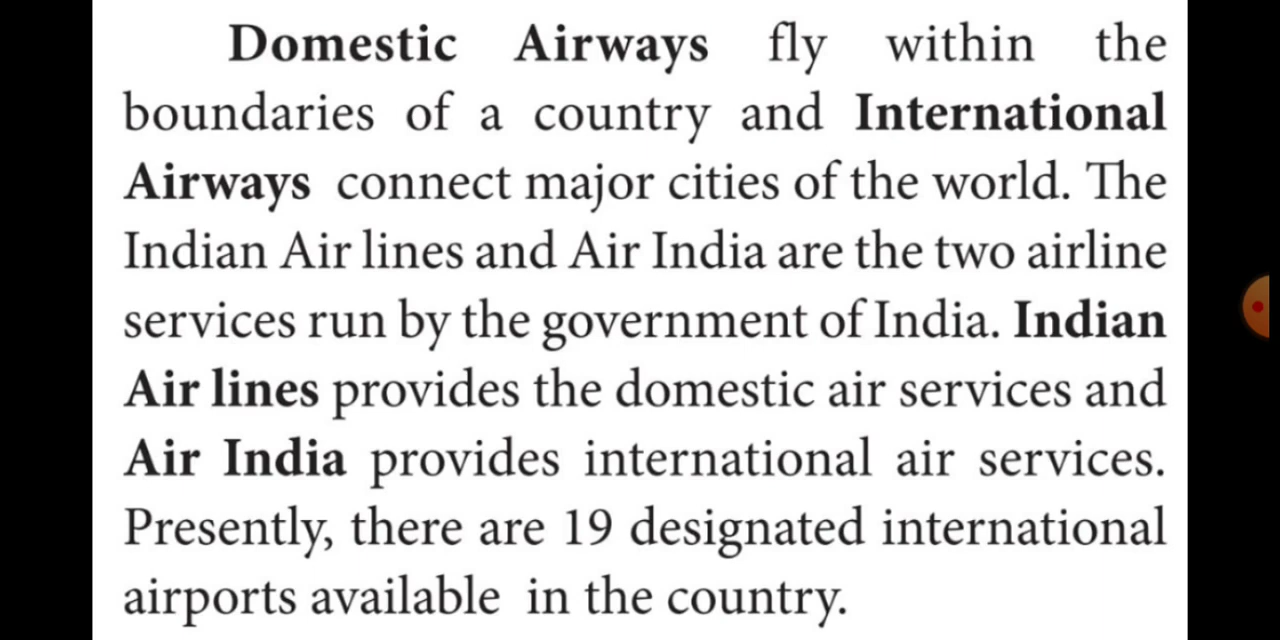 Domestic Airways fly within the
boundaries of a country and International
Airways connect major cities of the world. The
Indian Air lines and Air India are the two airline
services run by the government of India. Indian
Air lines provides the domestic air services and
Air India provides international air services.
Presently, there are 19 designated international
airports available in the country.